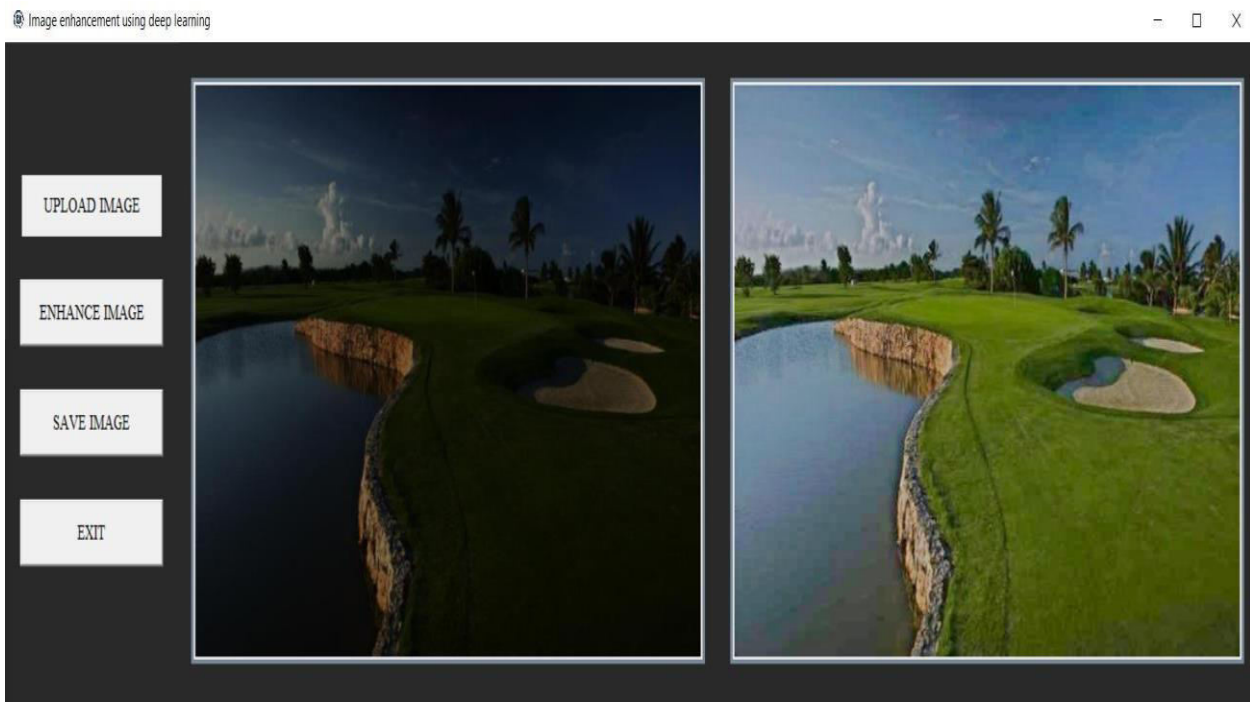 Image enhancement using deep learning
UPLOAD IMAGE
ENHANCE IMAGE
SAVE IMAGE
EXIT